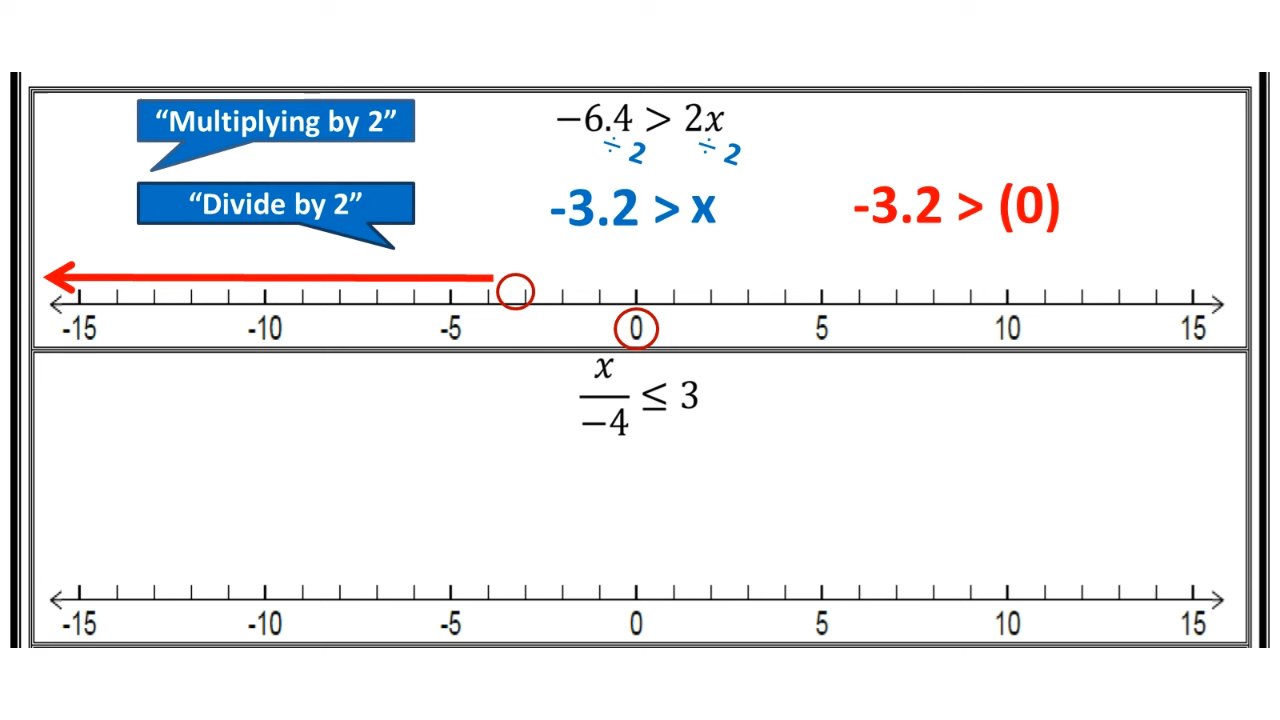 “Multiplying by 2”
−6.4 > 2x
÷ 2 ÷ 2
“Divide by 2”
-3.2 > x
-3.2 > (0)
-15 -10 -5 0 5 10 15
x/−4 ≤ 3
-15 -10 -5 0 5 10 15